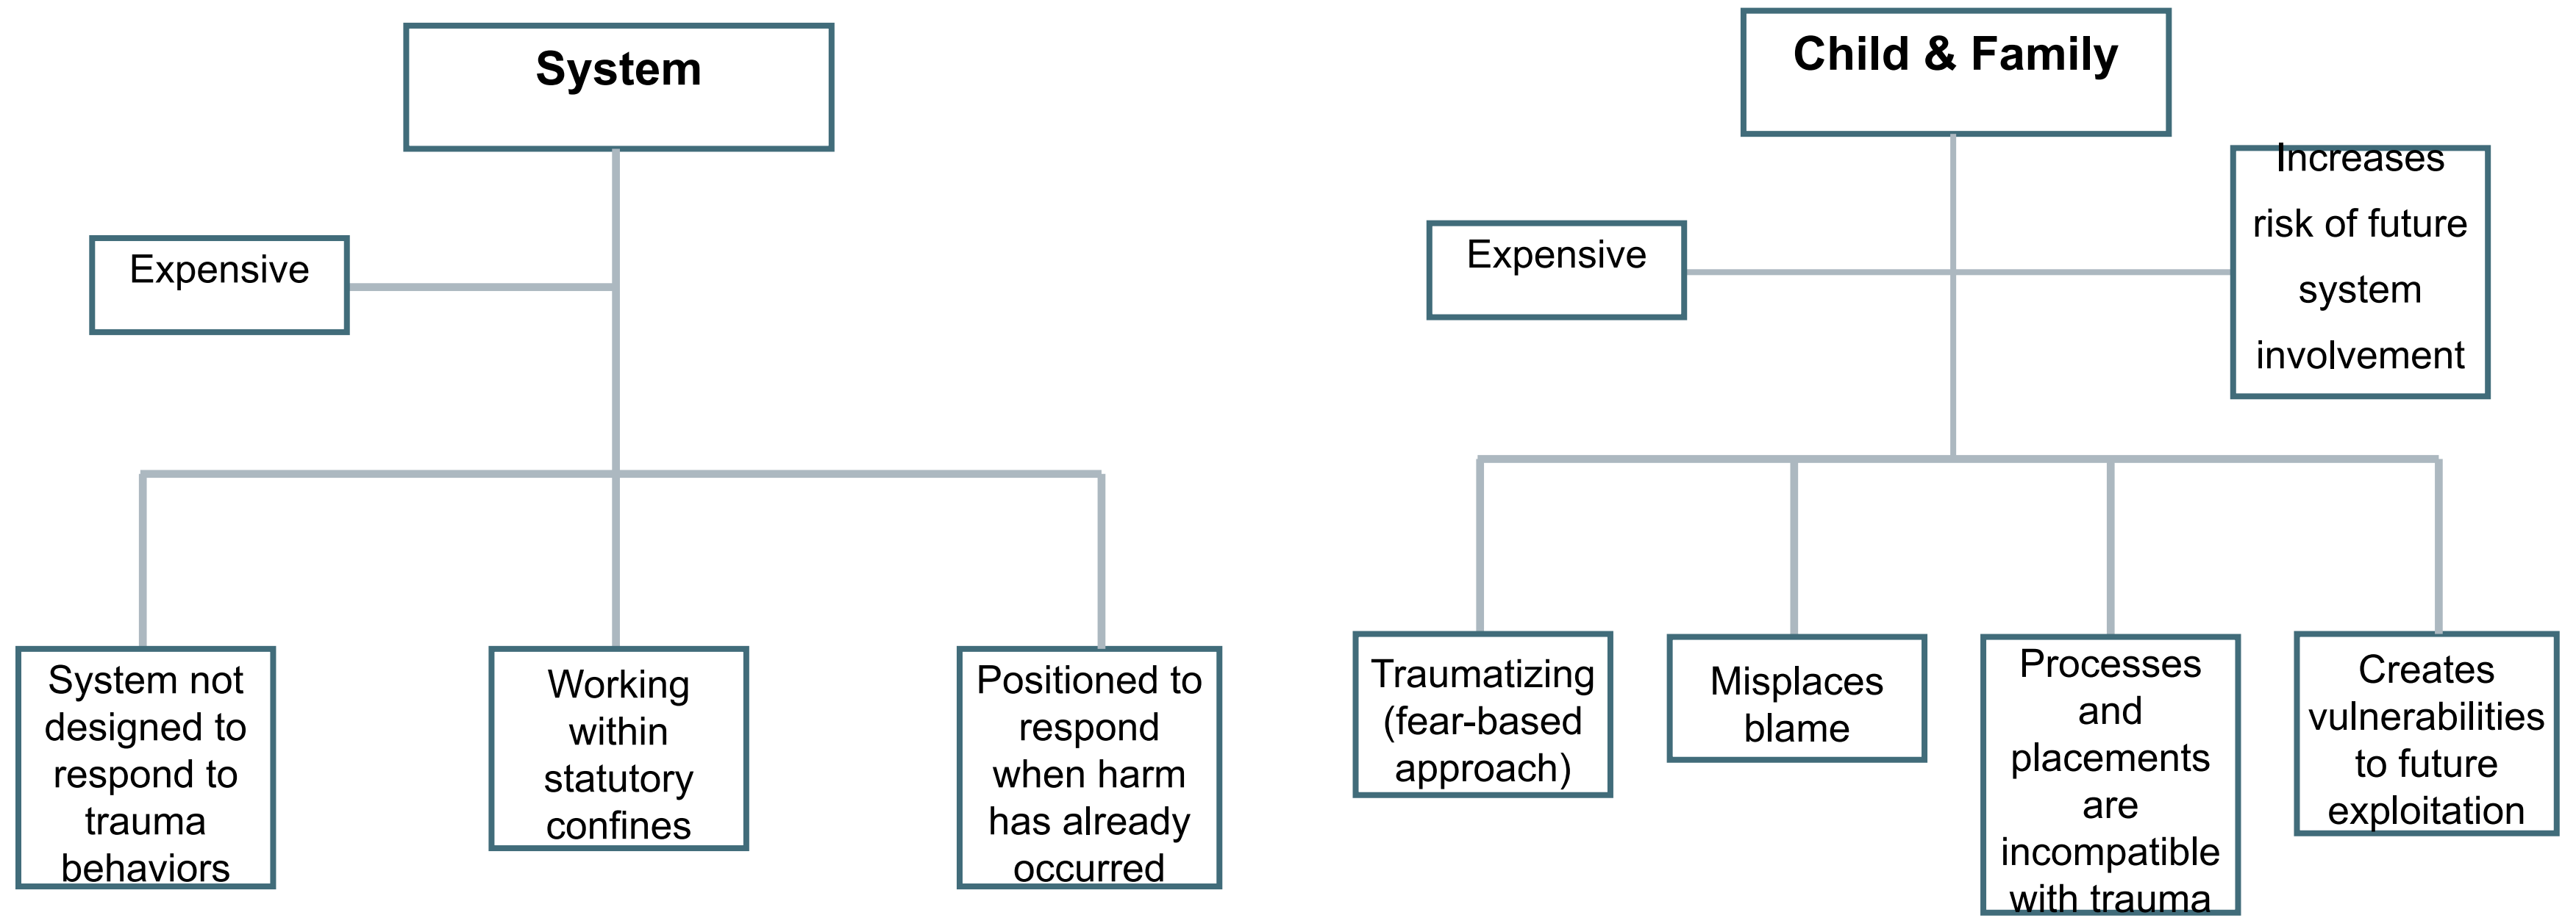 System
Expensive
System not
designed to
respond to
trauma
behaviors
Working
within
statutory
confines
Positioned to
respond
when harm
has already
occurred
Child & Family
Expensive
Increases
risk of future
system
involvement
Traumatizing
(fear-based
approach)
Misplaces
blame
Processes
and
placements
are
incompatible
with trauma
Creates
vulnerabilities
to future
exploitation